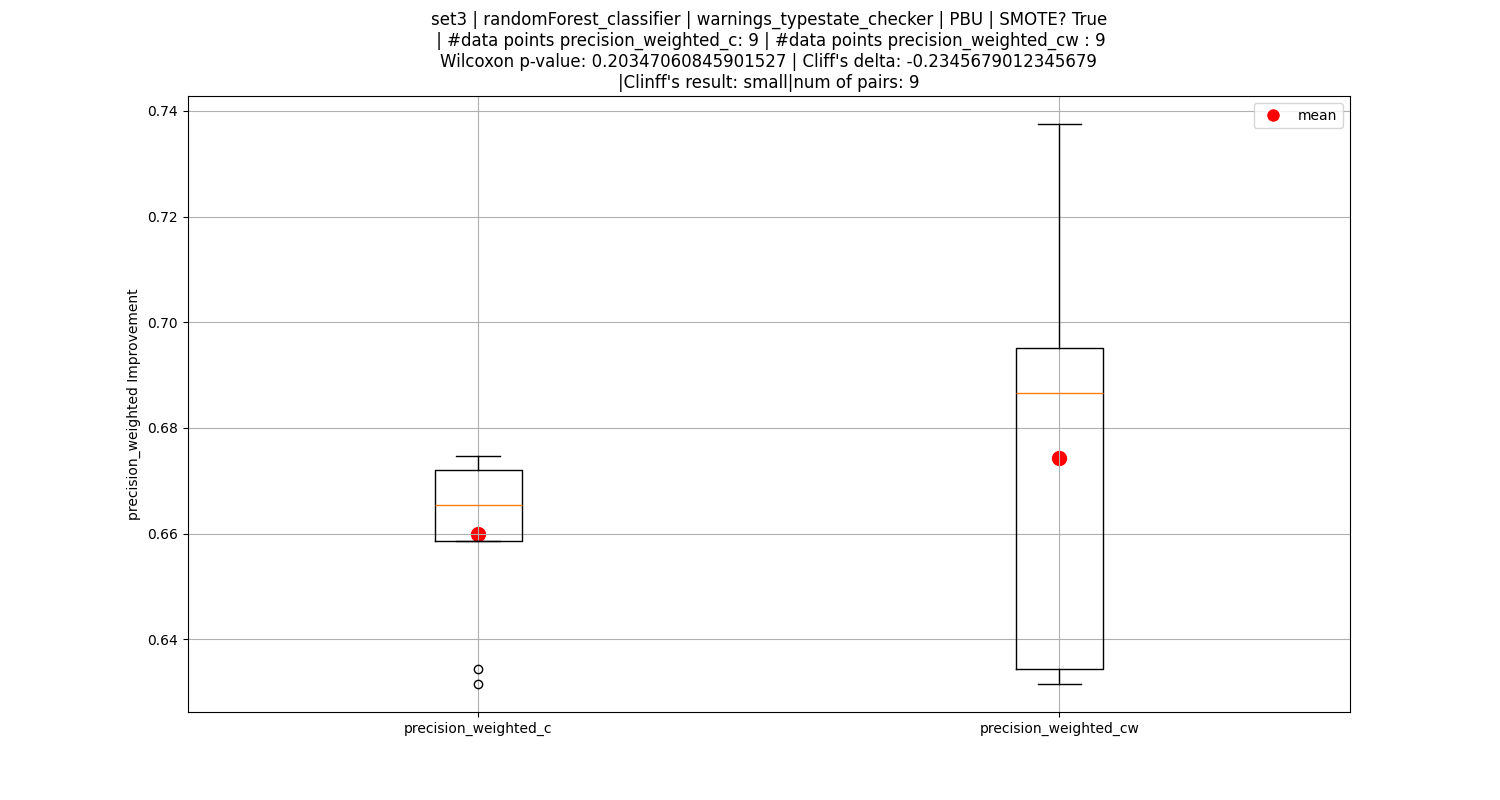 set3 | randomForest_classifier | warnings_typestate_checker | PBU | SMOTE? True
| #data points precision_weighted_c: 9 | #data points precision_weighted_cw : 9
Wilcoxon p-value: 0.20347060845901527 | Cliff's delta: -0.2345679012345679
|Clinff's result: small|num of pairs: 9
mean
0.74
0.72
0.70
0.68
0.66
0.64
precision_weighted Improvement
precision_weighted_c
precision_weighted_cw